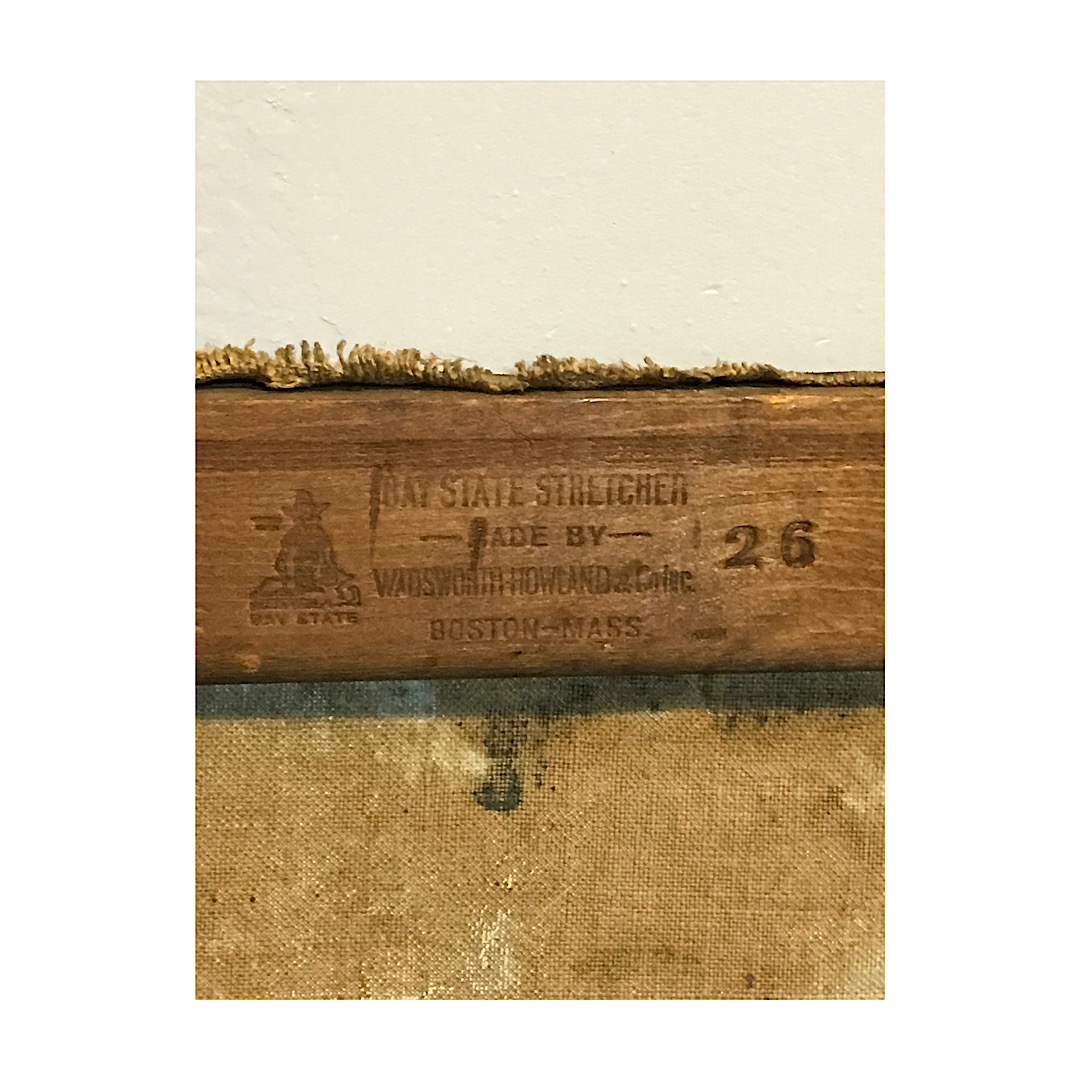 BAY STATE STRETCHER
— MADE BY —
WADSWORTH HOWLAND & Co. Inc.
BOSTON—MASS.
26
BAY STATE